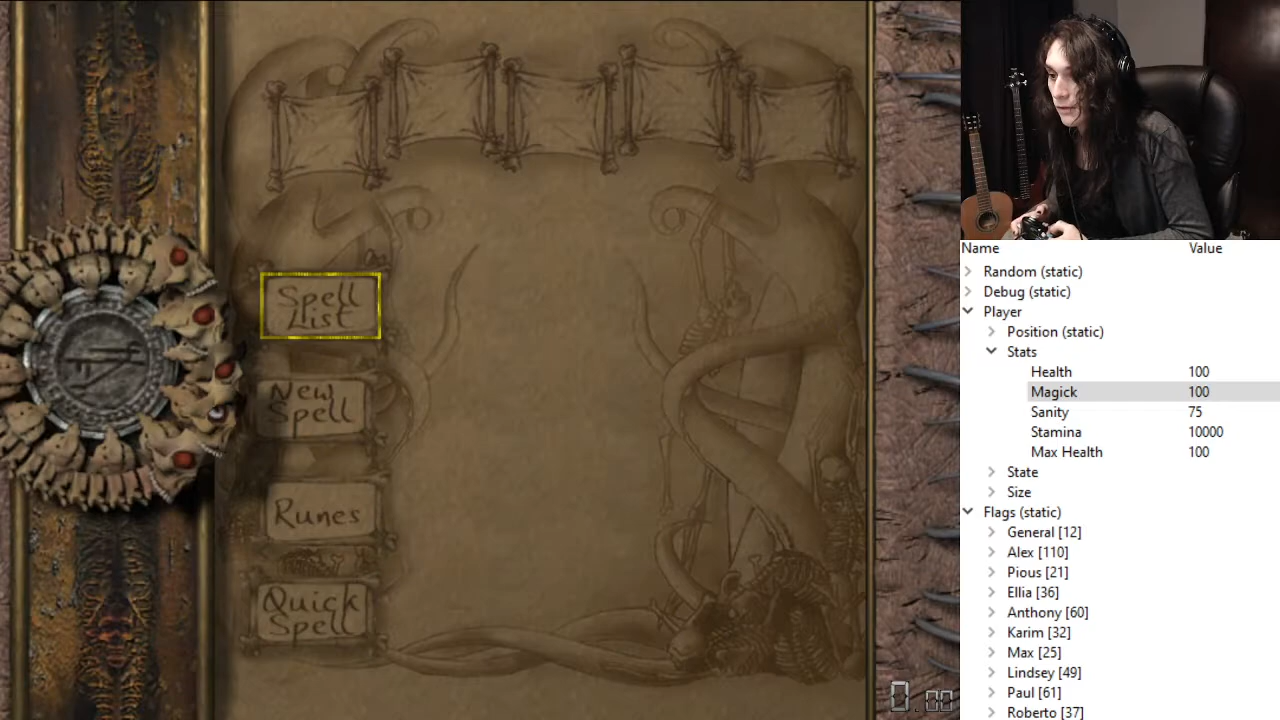 Spell
List
New
Spell
Runes
Quick
Spell
0.00
Name Value
Random (static)
Debug (static)
Player
Position (static)
Stats
Health 100
Magick 100
Sanity 75
Stamina 10000
Max Health 100
State
Size
Flags (static)
General [12]
Alex [110]
Pious [21]
Ellia [36]
Anthony [60]
Karim [32]
Max [25]
Lindsey [49]
Paul [61]
Roberto [37]